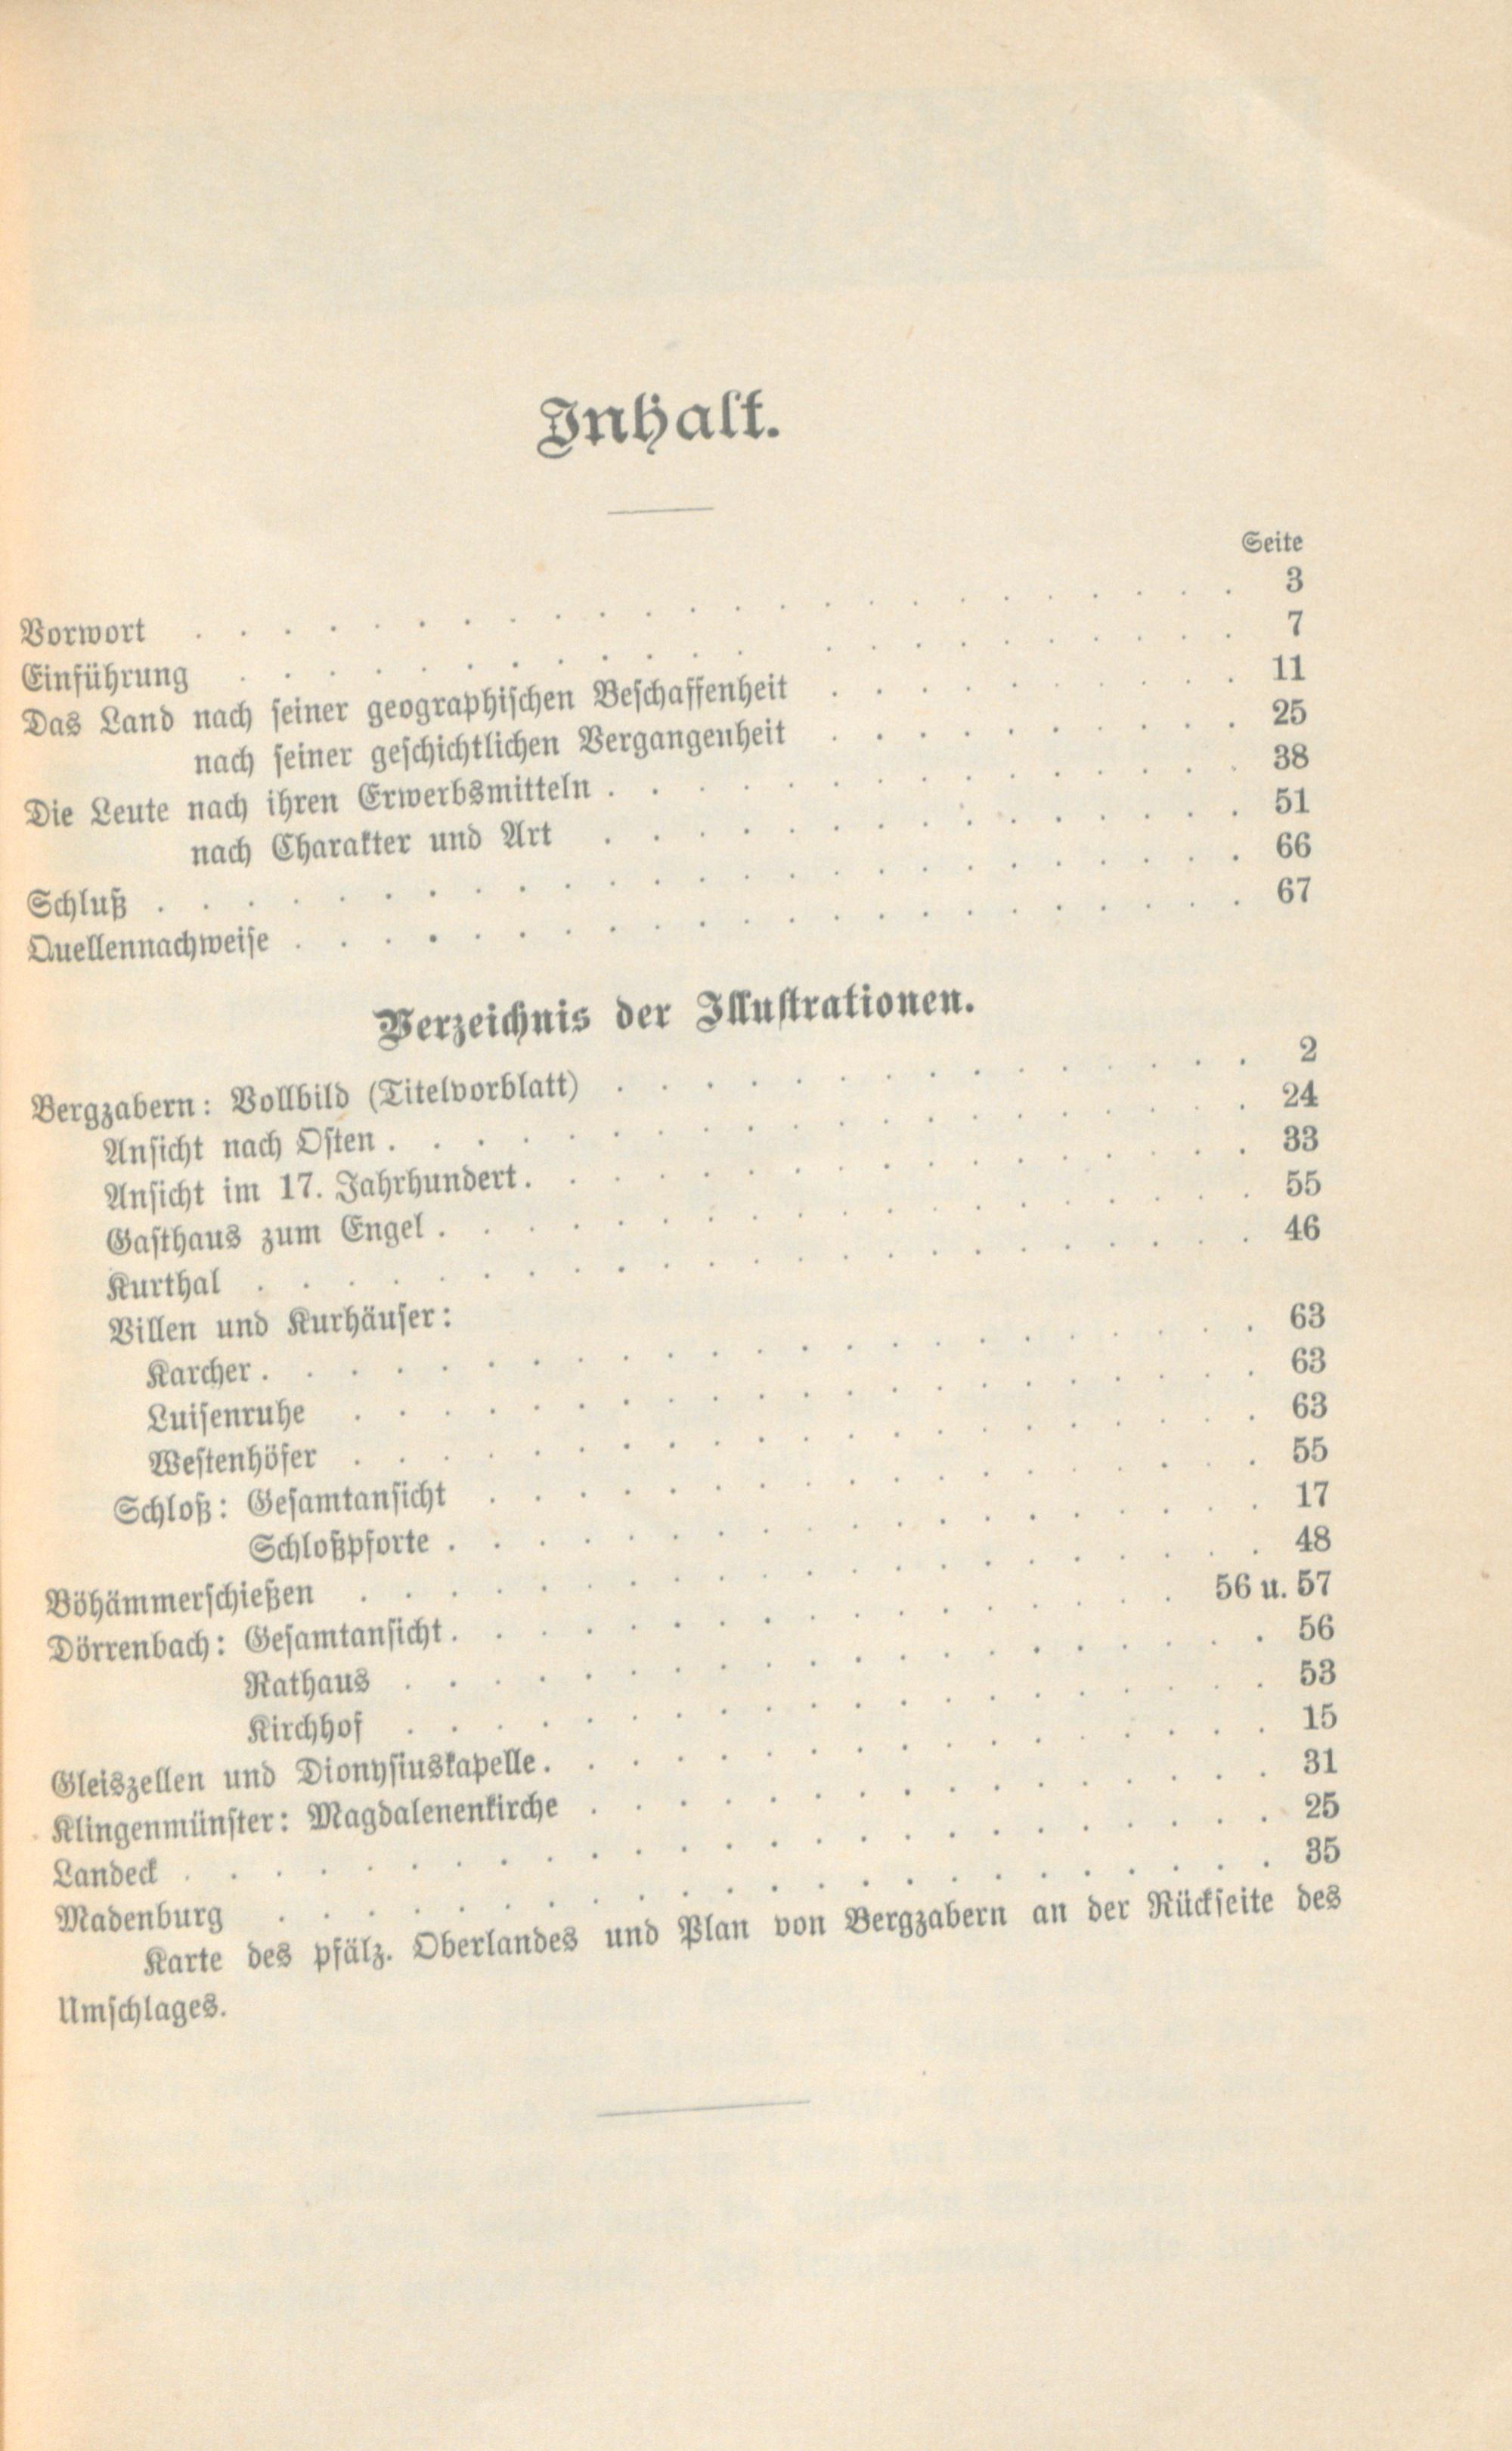 Inhalt.
Seite
Vorwort . . . . . . . . . . . . . . . . . . . . . . . . 3
Einführung . . . . . . . . . . . . . . . . . . . . . . . 7
Das Land nach seiner geographischen Beschaffenheit . . . . . . . . . . 11
nach seiner geschichtlichen Vergangenheit . . . . . . . . . . 25
Die Leute nach ihren Erwerbsmitteln . . . . . . . . . . . . . . . 38
nach Charakter und Art . . . . . . . . . . . . . . . 51
Schluß . . . . . . . . . . . . . . . . . . . . . . . . . 66
Quellennachweise . . . . . . . . . . . . . . . . . . . . . . 67
Verzeichnis der Illustrationen.
Bergzabern: Vollbild (Titelvorblatt) . . . . . . . . . . . . . . . 2
Ansicht nach Osten . . . . . . . . . . . . . . . . . . . . 24
Ansicht im 17. Jahrhundert . . . . . . . . . . . . . . . . . 33
Gasthaus zum Engel . . . . . . . . . . . . . . . . . . . 55
Kurthal . . . . . . . . . . . . . . . . . . . . . . . 46
Villen und Kurhäuser:
Karcher . . . . . . . . . . . . . . . . . . . . . . . 63
Luisenruhe . . . . . . . . . . . . . . . . . . . . . 63
Westenhöfer . . . . . . . . . . . . . . . . . . . . . 63
Schloß: Gesamtansicht . . . . . . . . . . . . . . . . . . 55
Schloßpforte . . . . . . . . . . . . . . . . . . . 17
Böhämmerschießen . . . . . . . . . . . . . . . . . . . . . 48
Dörrenbach: Gesamtansicht . . . . . . . . . . . . . . . . . 56 u. 57
Rathaus . . . . . . . . . . . . . . . . . . . . 56
Kirchhof . . . . . . . . . . . . . . . . . . . . 53
Gleiszellen und Dionysiuskapelle . . . . . . . . . . . . . . . . . 15
Klingenmünster: Magdalenenkirche . . . . . . . . . . . . . . . . 31
Landeck . . . . . . . . . . . . . . . . . . . . . . . . . 25
Madenburg . . . . . . . . . . . . . . . . . . . . . . . 35
Karte des pfälz. Oberlandes und Plan von Bergzabern an der Rückseite des
Umschlages.